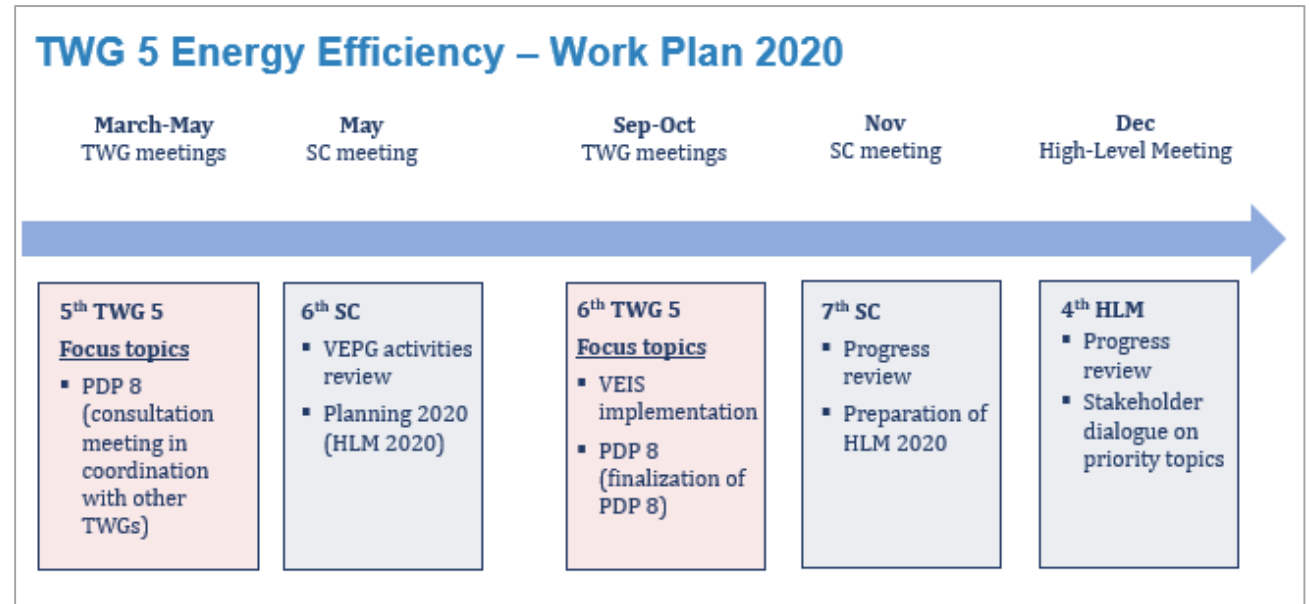 TWG 5 Energy Efficiency – Work Plan 2020
March-May
TWG meetings
May
SC meeting
Sep-Oct
TWG meetings
Nov
SC meeting
Dec
High-Level Meeting
5th TWG 5
Focus topics
▪ PDP 8
(consultation
meeting in
coordination
with other
TWGs)
6th SC
▪ VEPG activities
review
▪ Planning 2020
(HLM 2020)
6th TWG 5
Focus topics
▪ VEIS
implementation
▪ PDP 8
(finalization of
PDP 8)
7th SC
▪ Progress
review
▪ Preparation of
HLM 2020
4th HLM
▪ Progress
review
▪ Stakeholder
dialogue on
priority topics